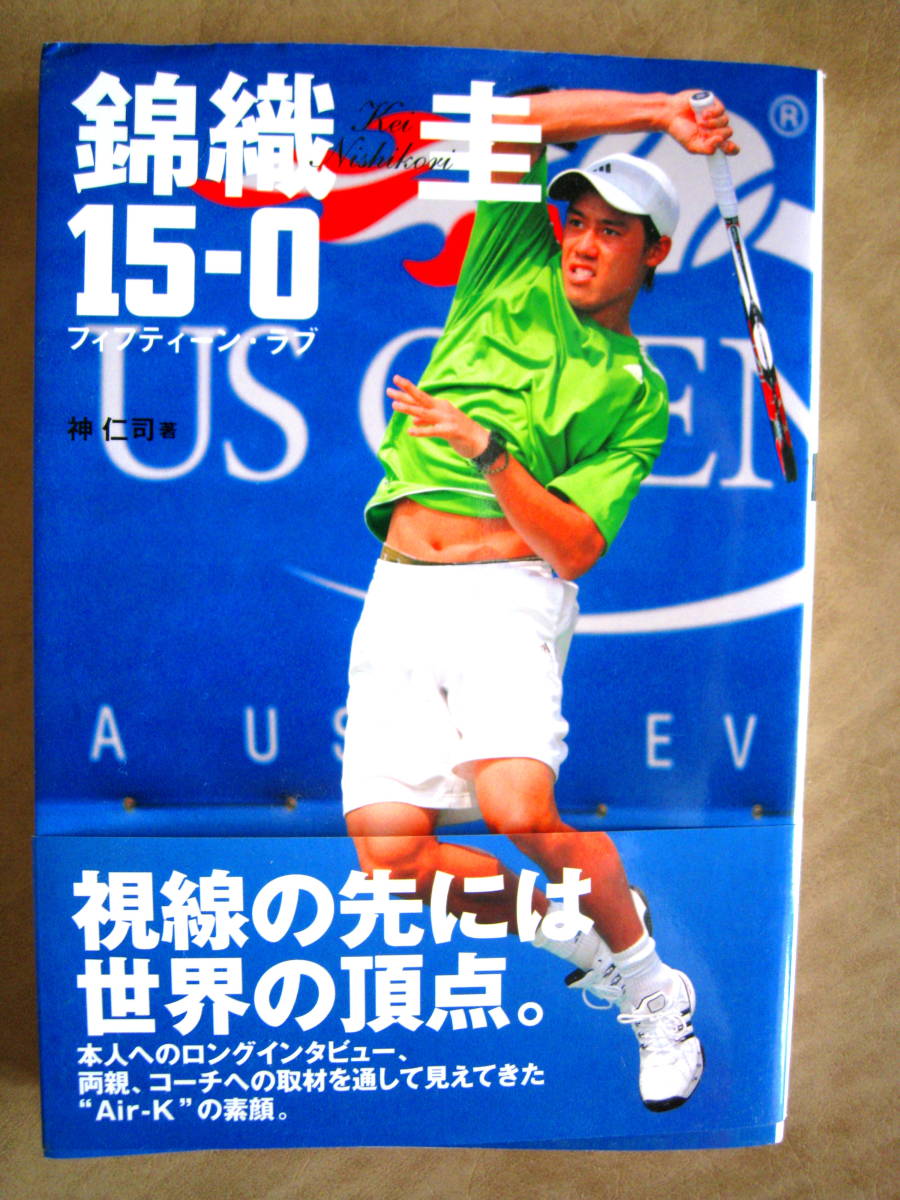 錦織 圭
Kei
Nishikori
15-0
フィフティーン・ラブ
神 仁司 著
®
US OPEN
A US EV
視線の先には
世界の頂点。
本人へのロングインタビュー、
両親、コーチへの取材を通して見えてきた
“Air-K”の素顔。